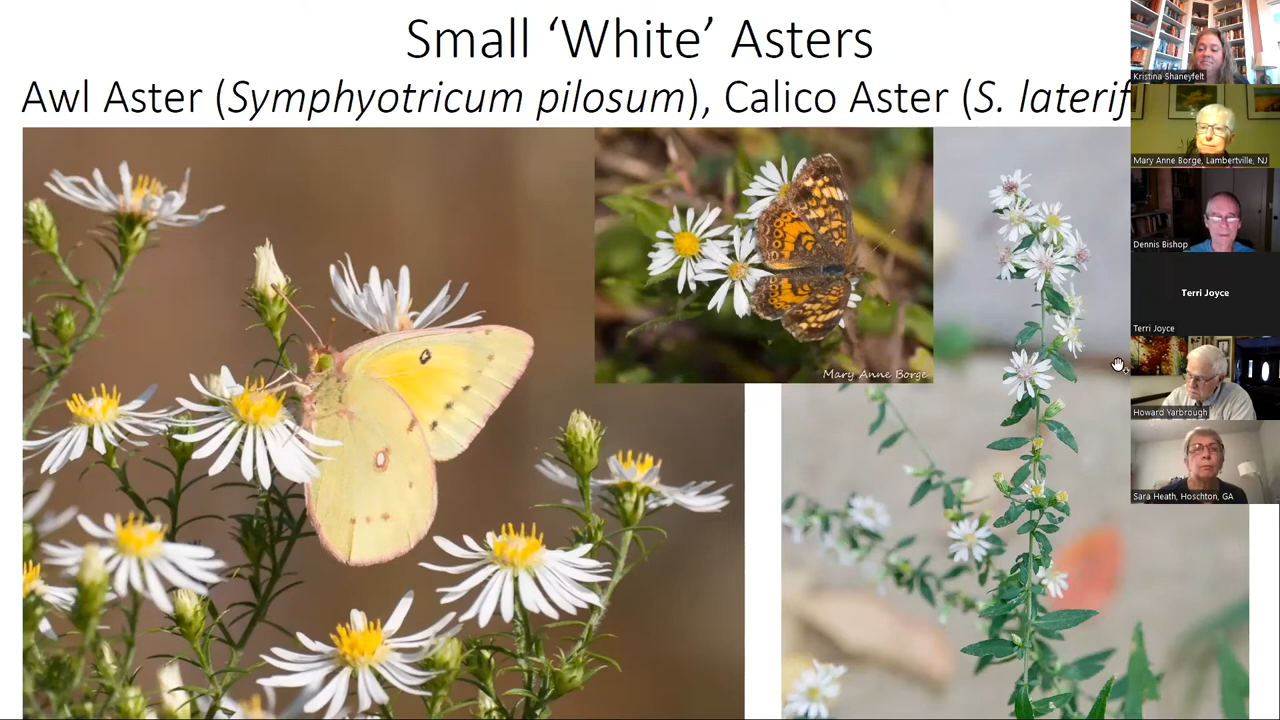 Small ‘White’ Asters
Awl Aster (Symphyotricum pilosum), Calico Aster (S. laterif
Mary Anne Borge
Kristina Shaneyfelt
Mary Anne Borge, Lambertville, NJ
Dennis Bishop
Terri Joyce
Terri Joyce
Howard Yarbrough
Sara Heath, Hoschton, GA